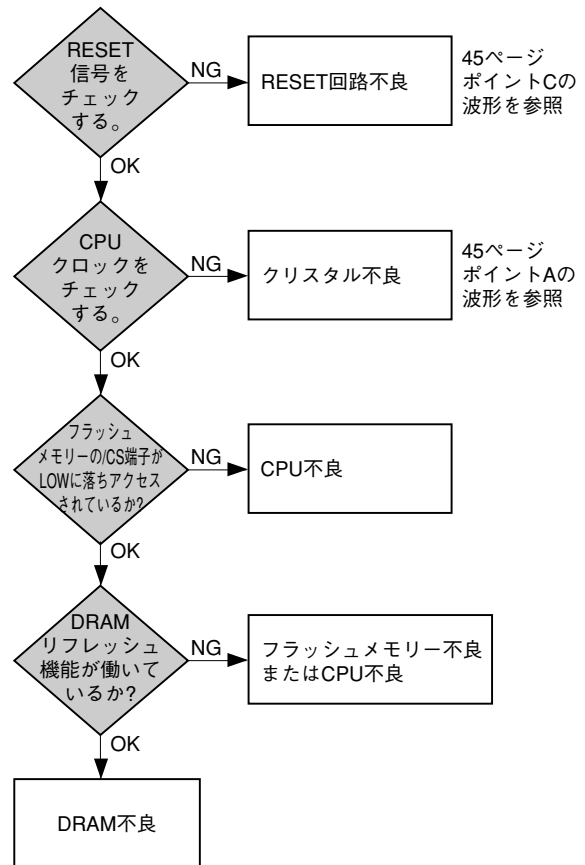 RESET
信号を
チェック
する。
NG
RESET回路不良
45ページ
ポイントCの
波形を参照
OK
CPU
クロックを
チェック
する。
NG
クリスタル不良
45ページ
ポイントAの
波形を参照
OK
フラッシュ
メモリーの/CS端子が
LOWに落ちアクセス
されているか?
NG
CPU不良
OK
DRAM
リフレッシュ
機能が働いて
いるか?
NG
フラッシュメモリー不良
またはCPU不良
OK
DRAM不良